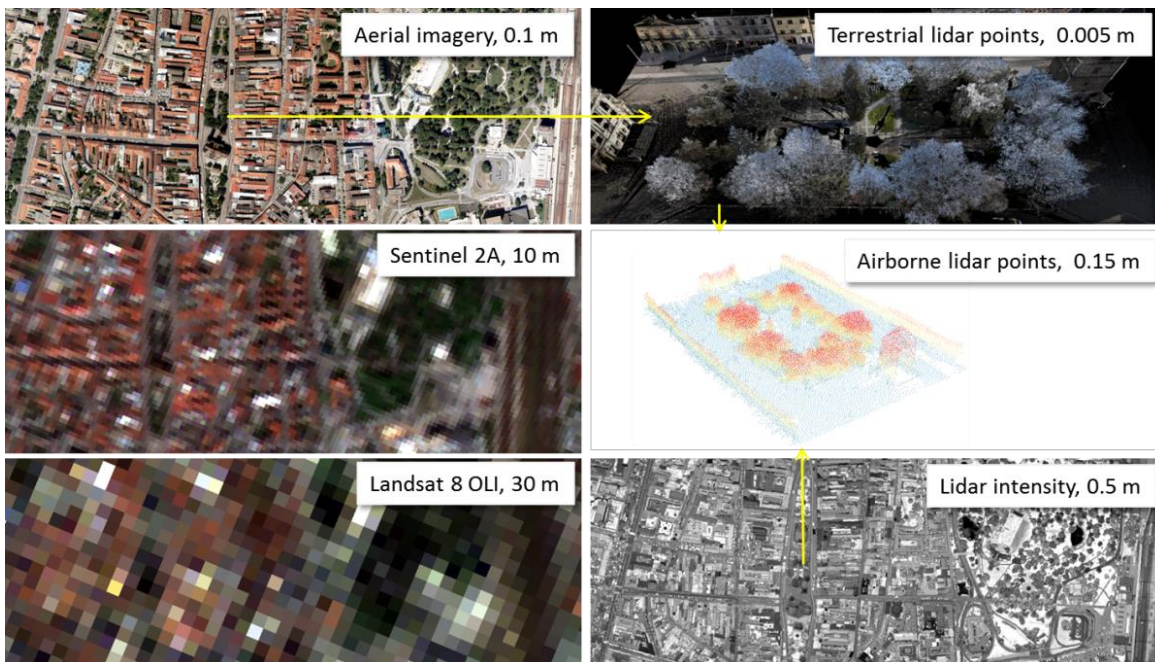 Aerial imagery, 0.1 m
Terrestrial lidar points, 0.005 m
Sentinel 2A, 10 m
Airborne lidar points, 0.15 m
Landsat 8 OLI, 30 m
Lidar intensity, 0.5 m